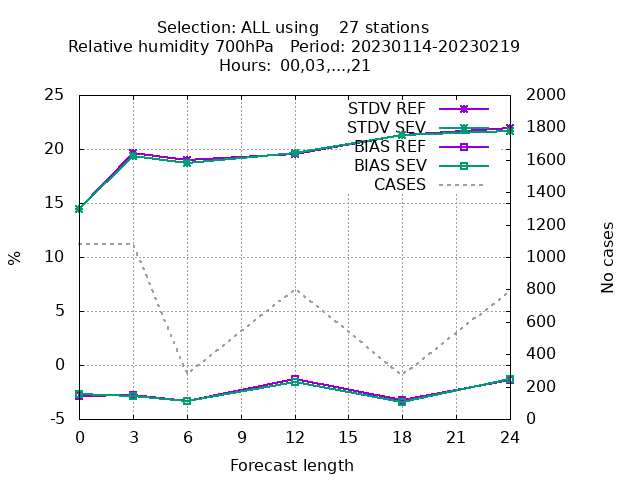 Selection: ALL using    27 stations
Relative humidity 700hPa   Period: 20230114-20230219
Hours:  00,03,...,21
25
20
15
10
5
0
-5
%
2000
1800
1600
1400
1200
1000
800
600
400
200
0
No cases
STDV REF
STDV SEV
BIAS REF
BIAS SEV
CASES
0 3 6 9 12 15 18 21 24
Forecast length